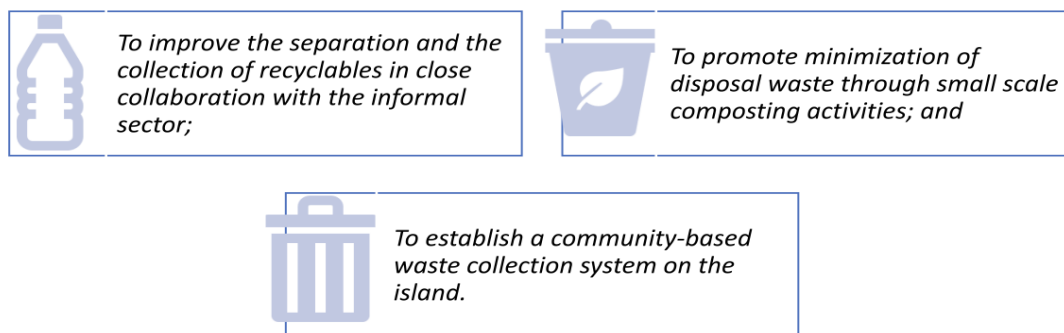 To improve the separation and the
collection of recyclables in close
collaboration with the informal
sector;
To promote minimization of
disposal waste through small scale
composting activities; and
To establish a community-based
waste collection system on the
island.